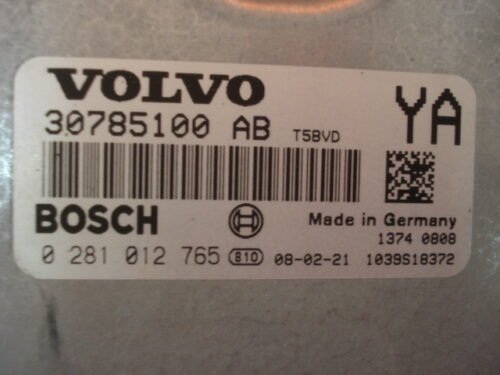 VOLVO
30785100 AB T5BVD
YA
BOSCH
Made in Germany
1374 0808
0 281 012 765 810 08-02-21 1039S18372